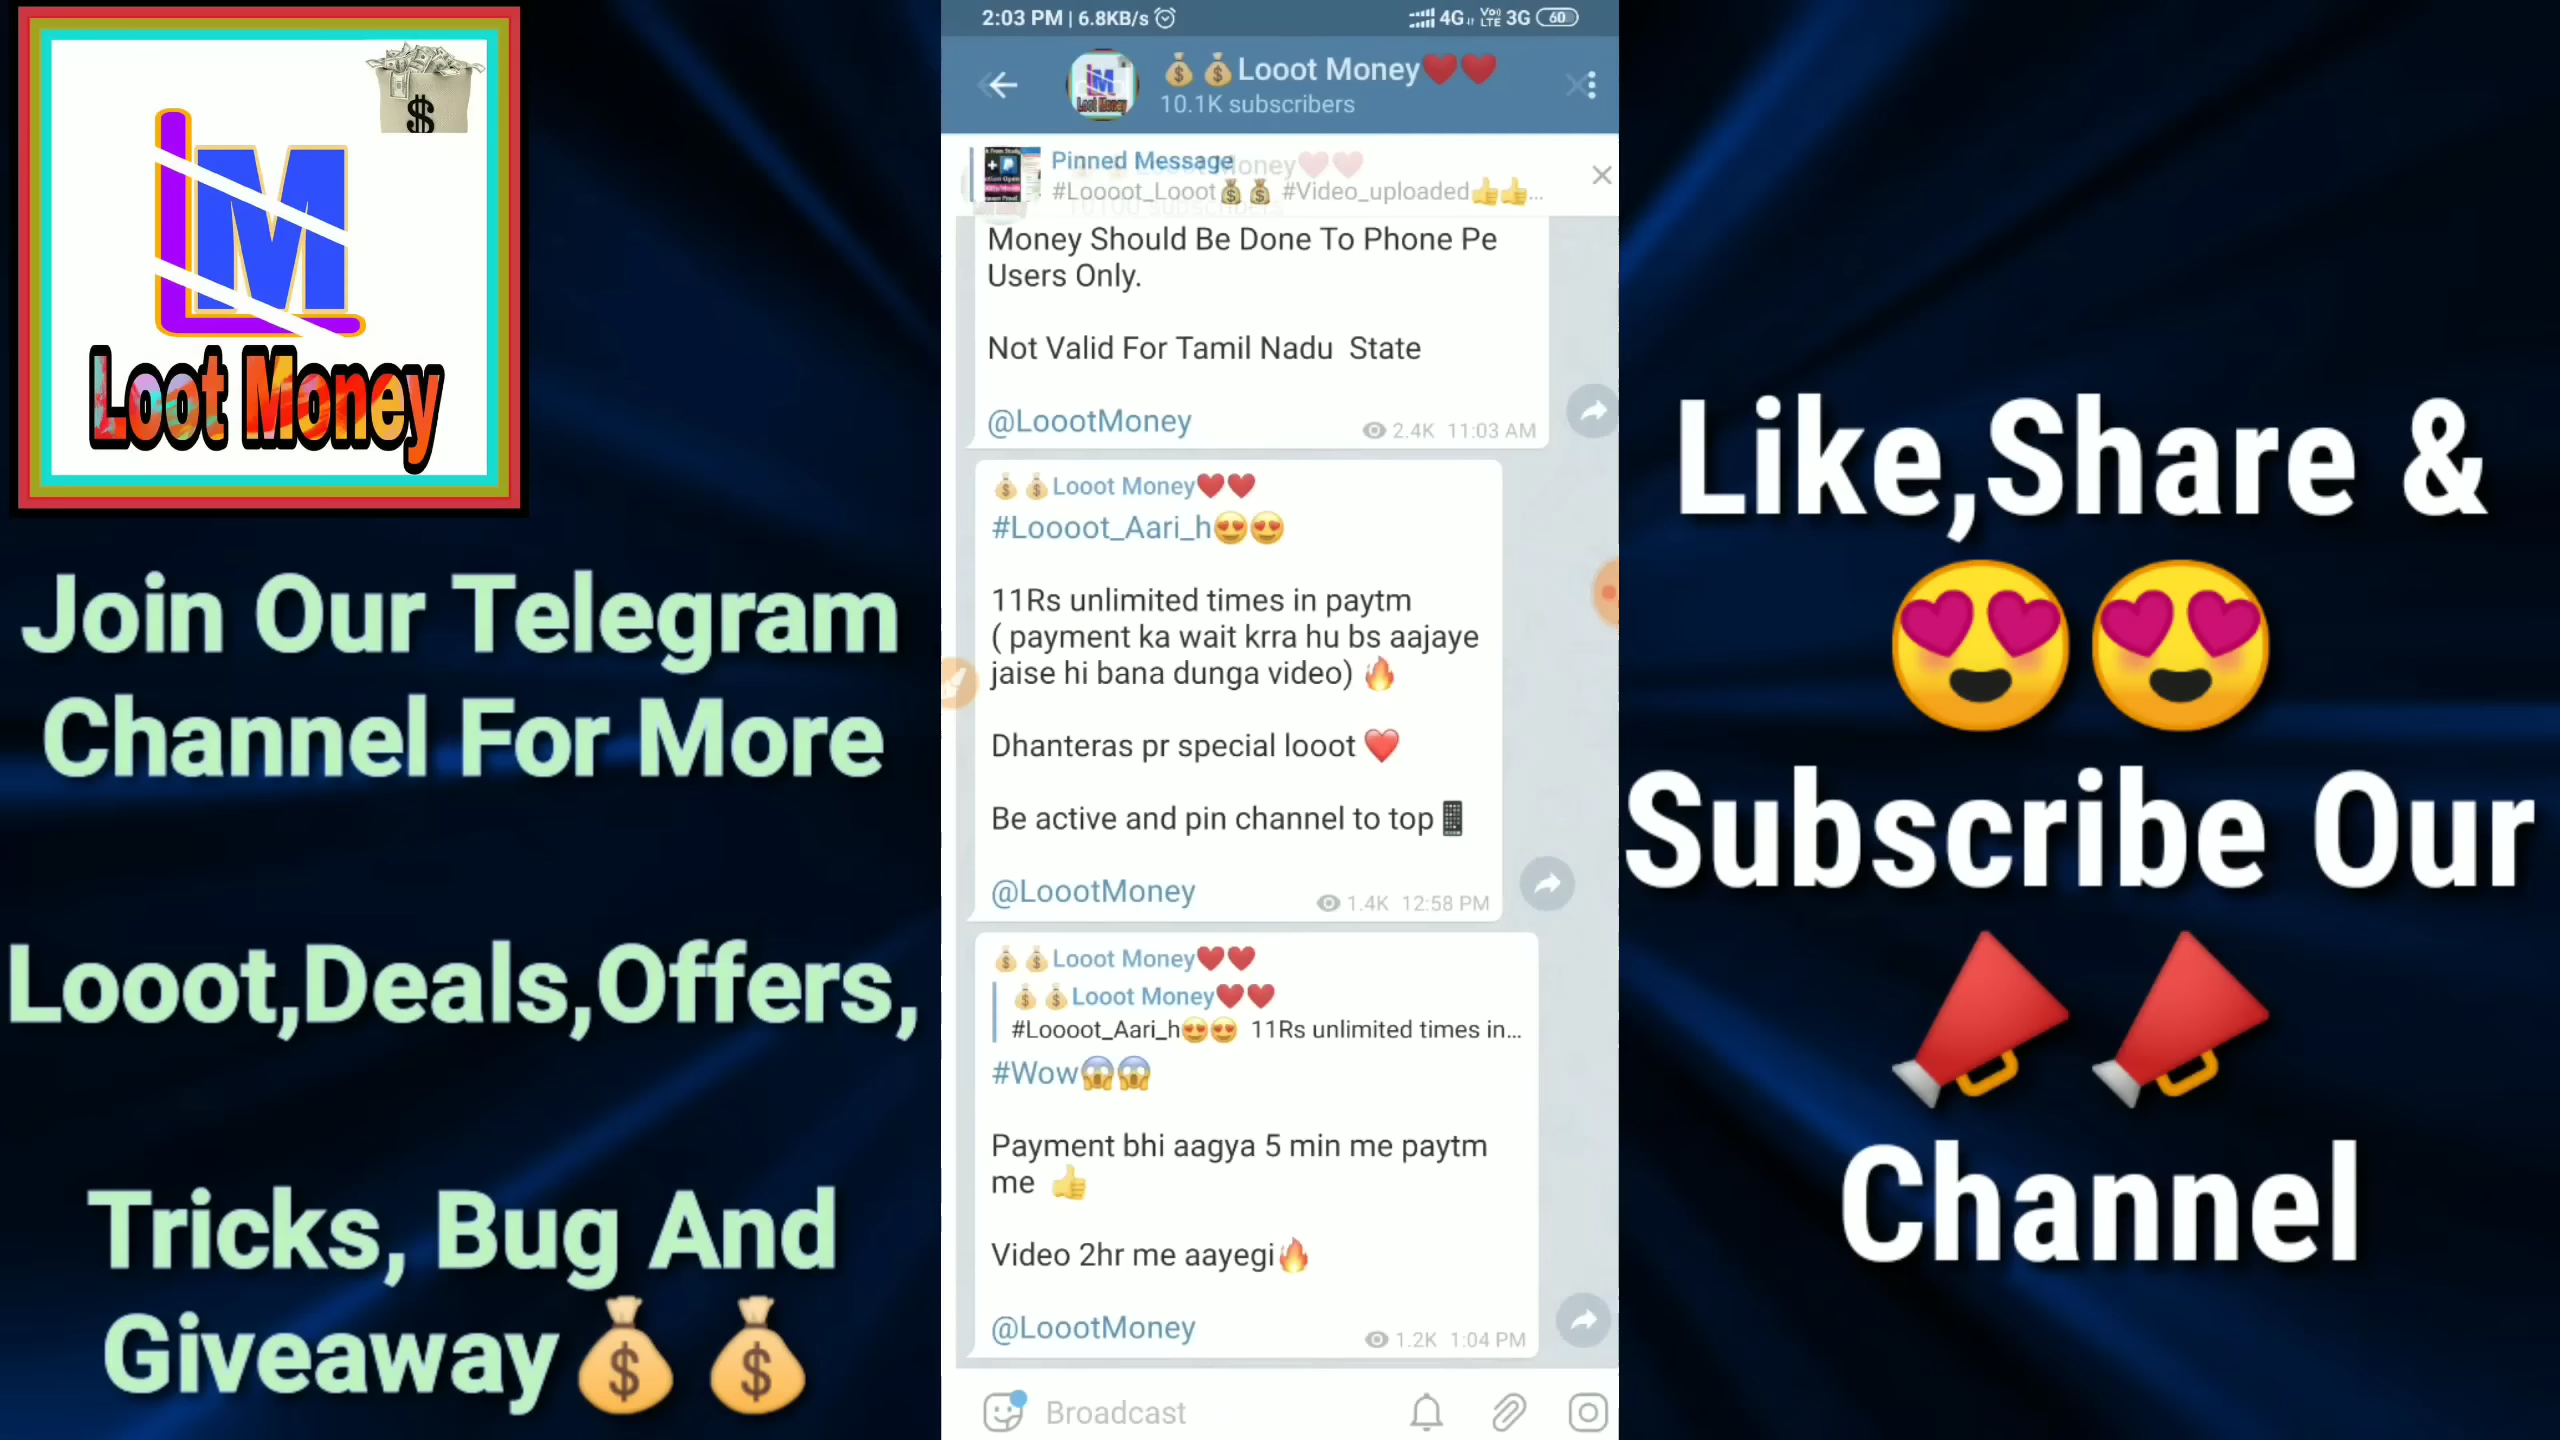 $
LM
Loot Money
Join Our Telegram
Channel For More
Looot,Deals,Offers,
Tricks, Bug And
Giveaway💰💰
2:03 PM | 6.8KB/s
4G Vo) LTE 3G 60
💰💰Looot Money❤️❤️
10.1K subscribers
Pinned Message
#Loooot_Looot💰💰 #Video_uploaded👍👍...
Money Should Be Done To Phone Pe
Users Only.
Not Valid For Tamil Nadu  State
@LoootMoney
2.4K 11:03 AM
💰💰Looot Money❤️❤️
#Loooot_Aari_h😍😍
11Rs unlimited times in paytm
( payment ka wait krra hu bs aajaye
jaise hi bana dunga video) 🔥
Dhanteras pr special looot ❤️
Be active and pin channel to top📱
@LoootMoney
1.4K 12:58 PM
💰💰Looot Money❤️❤️
💰💰Looot Money❤️❤️
#Loooot_Aari_h😍😍 11Rs unlimited times in...
#Wow😱😱
Payment bhi aagya 5 min me paytm
me 👍
Video 2hr me aayegi🔥
@LoootMoney
1.2K 1:04 PM
Broadcast
Like,Share &
😍😍
Subscribe Our
📣📣
Channel